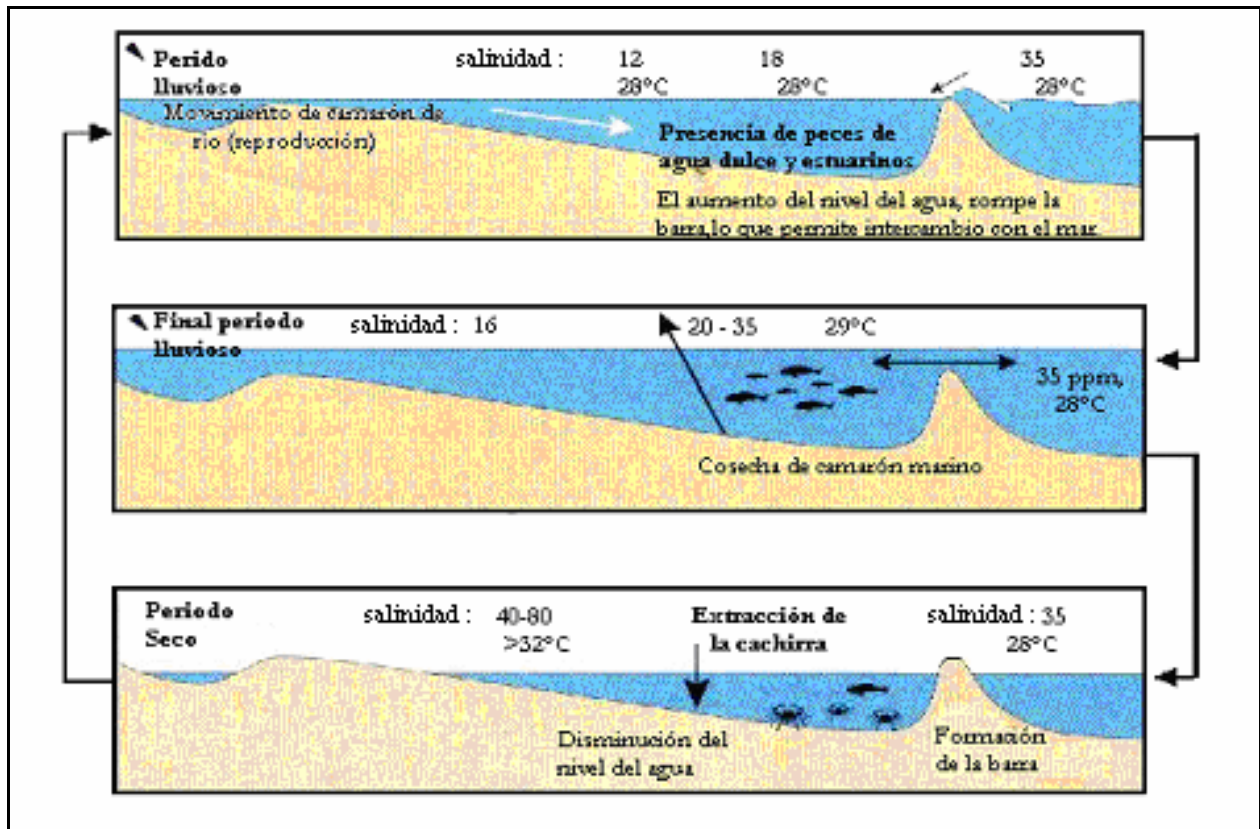 Perido
lluvioso
salinidad :
12
28°C
18
28°C
35
28°C
Movimiento de camarón de
rio (reproducción)
Presencia de peces de
agua dulce y estuarinos
El aumento del nivel del agua, rompe la
barra,lo que permite intercambio con el mar.
Final periodo
lluvioso
salinidad : 16
20 - 35
29°C
35 ppm,
28°C
Cosecha de camarón marino
Periodo
Seco
salinidad :
40-80
>32°C
Extracción de
la cachirra
salinidad : 35
28°C
Disminución del
nivel del agua
Formación
de la barra